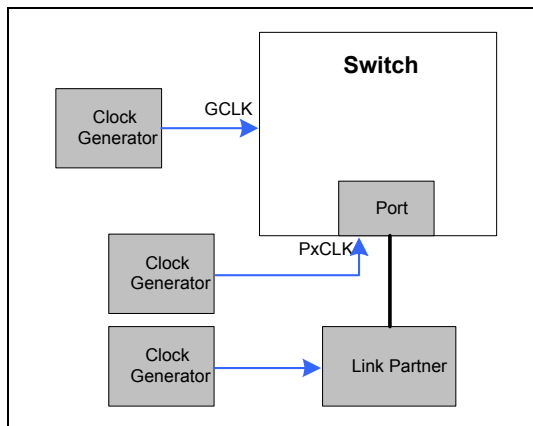 Switch
Clock
Generator
GCLK
Port
PxCLK
Clock
Generator
Clock
Generator
Link Partner